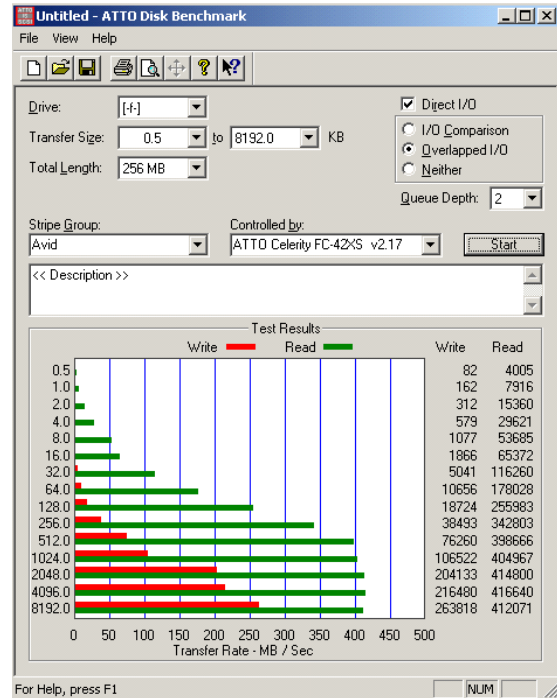 Untitled - ATTO Disk Benchmark
File View Help
Drive: [-f-] Direct I/O
Transfer Size: 0.5 to 8192.0 KB I/O Comparison
Overlapped I/O
Total Length: 256 MB Neither
Queue Depth: 2
Stripe Group: Controlled by:
Avid ATTO Celerity FC-42XS v2.17 Start
<< Description >>
Test Results
Write Read Write Read
0.5 82 4005
1.0 162 7916
2.0 312 15360
4.0 579 29621
8.0 1077 53685
16.0 1866 65372
32.0 5041 116260
64.0 10656 178028
128.0 18724 255983
256.0 38493 342803
512.0 76260 398666
1024.0 106522 404967
2048.0 204133 414800
4096.0 216480 416640
8192.0 263818 412071
0 50 100 150 200 250 300 350 400 450 500
Transfer Rate - MB / Sec
For Help, press F1 NUM